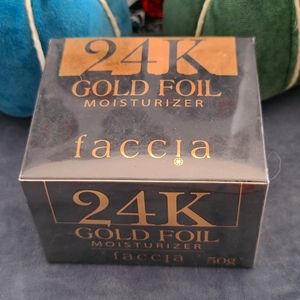 24K
GOLD FOIL
MOISTURIZER
faccia
24K
GOLD FOIL
MOISTURIZER
faccia 50g